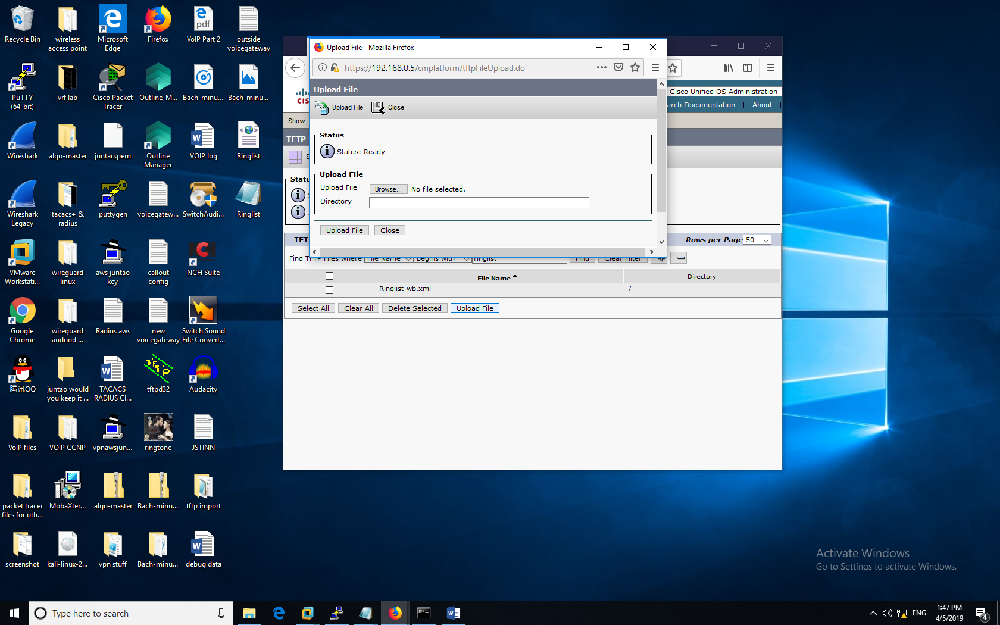 Recycle Bin
wireless
access point
Microsoft
Edge
Firefox
VoIP Part 2
outside
voicegateway
PuTTY
(64-bit)
vrf lab
Cisco Packet
Tracer
Outline-M...
Bach-minu...
Bach-minu...
Wireshark
algo-master
juntao.pem
Outline
Manager
VOIP log
Ringlist
Wireshark
Legacy
tacacs+ &
radius
puttygen
voicegatew...
SwitchAudi...
Ringlist
VMware
Workstati...
wireguard
linux
aws juntao
key
callout
config
NCH Suite
Google
Chrome
wireguard
andriod ...
Radius aws
new
voicegateway
Switch Sound
File Convert...
腾讯QQ
juntao would
you keep it ...
TACACS
RADIUS CI...
tftpd32
Audacity
VoIP files
VOIP CCNP
vpnawsjun...
ringtone
JSTINN
packet tracer
files for oth...
MobaXter...
algo-master
Bach-minu...
tftp import
screenshot
kali-linux-2...
vpn stuff
Bach-minu...
debug data
Upload File - Mozilla Firefox
https://192.168.0.5/cmplatform/tftpFileUpload.do
Upload File
Upload File
Close
Status
Status: Ready
Upload File
Upload File
Browse...
No file selected.
Directory
Upload File
Close
Cisco Unified OS Administration
arch Documentation
About
Show
TFTP
Statu
TFT
Rows per Page
50
Find TFTP Files where
File Name
begins with
ringlist
Find
Clear Filter
File Name
Directory
Ringlist-wb.xml
/
Select All
Clear All
Delete Selected
Upload File
Activate Windows
Go to Settings to activate Windows.
Type here to search
ENG
1:47 PM
4/5/2019
4